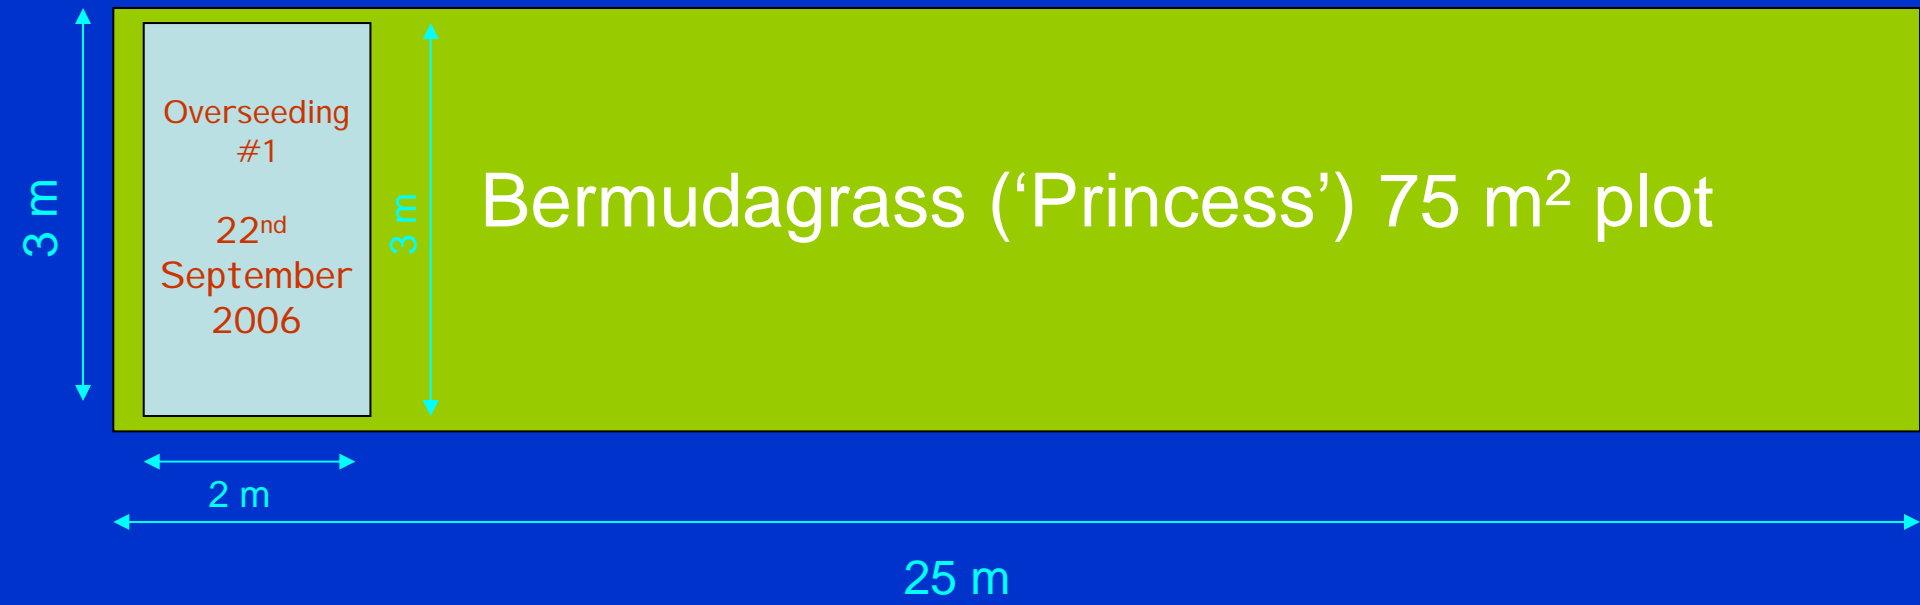 3 m
Overseeding
#1
22nd
September
2006
3 m
Bermudagrass (‘Princess’) 75 m² plot
2 m
25 m